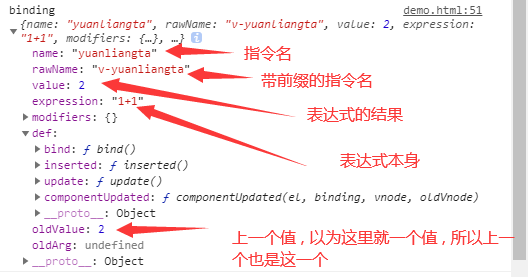 binding demo.html:51
{name: "yuanliangta", rawName: "v-yuanliangta", value: 2, expression:
"1+1", modifiers: {…}, …} i
name: "yuanliangta" 指令名
rawName: "v-yuanliangta" 带前缀的指令名
value: 2 表达式的结果
expression: "1+1" 表达式本身
modifiers: {}
def:
bind: ƒ bind()
inserted: ƒ inserted()
update: ƒ update()
componentUpdated: ƒ componentUpdated(el, binding, vnode, oldVnode)
__proto__: Object
oldValue: 2 上一个值,以为这里就一个值,所以上一
oldArg: undefined 个也是这一个
__proto__: Object